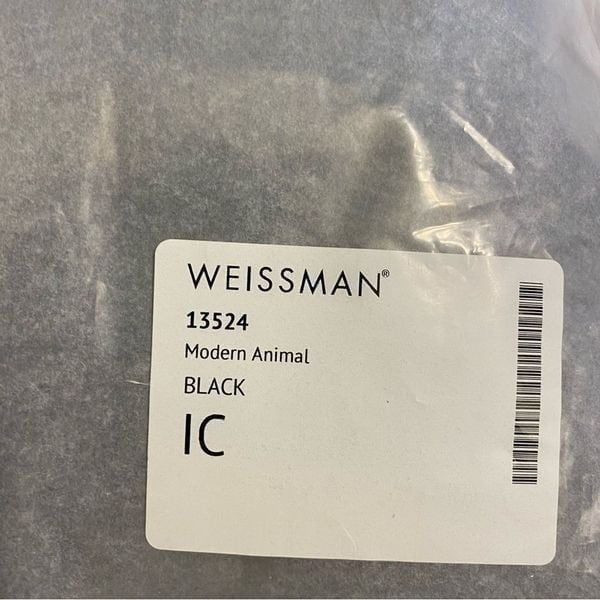 WEISSMAN®
13524
Modern Animal
BLACK
IC